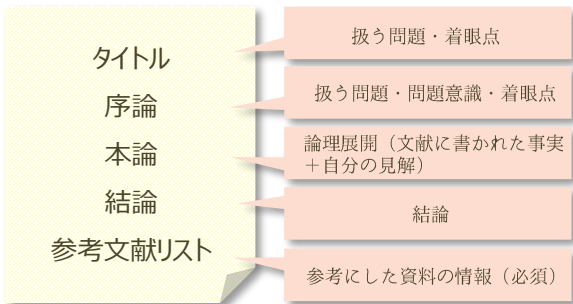 タイトル
扱う問題・着眼点
序論
扱う問題・問題意識・着眼点
本論
論理展開（文献に書かれた事実
＋自分の見解）
結論
結論
参考文献リスト
参考にした資料の情報（必須）